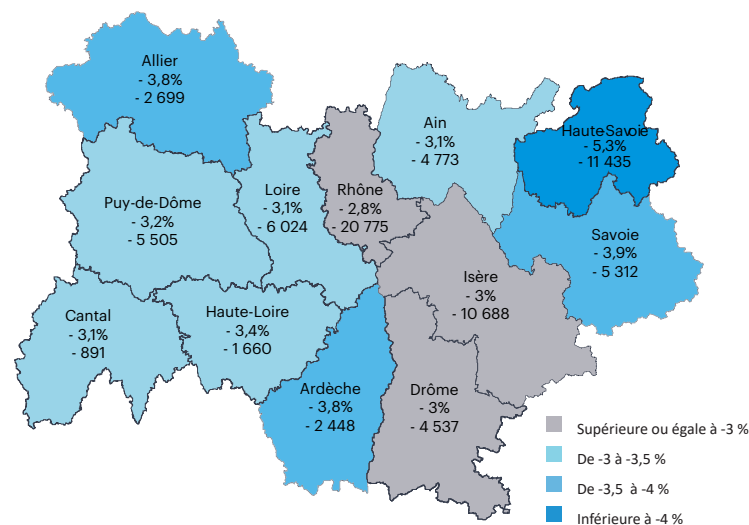 Allier
- 3,8%
- 2 699
Ain
- 3,1%
- 4 773
Haute-Savoie
- 5,3%
- 11 435
Puy-de-Dôme
- 3,2%
- 5 505
Loire
- 3,1%
- 6 024
Rhône
- 2,8%
- 20 775
Savoie
- 3,9%
- 5 312
Isère
- 3%
- 10 688
Cantal
- 3,1%
- 891
Haute-Loire
- 3,4%
- 1 660
Ardèche
- 3,8%
- 2 448
Drôme
- 3%
- 4 537
Supérieure ou égale à -3 %
De -3 à -3,5 %
De -3,5 à -4 %
Inférieure à -4 %